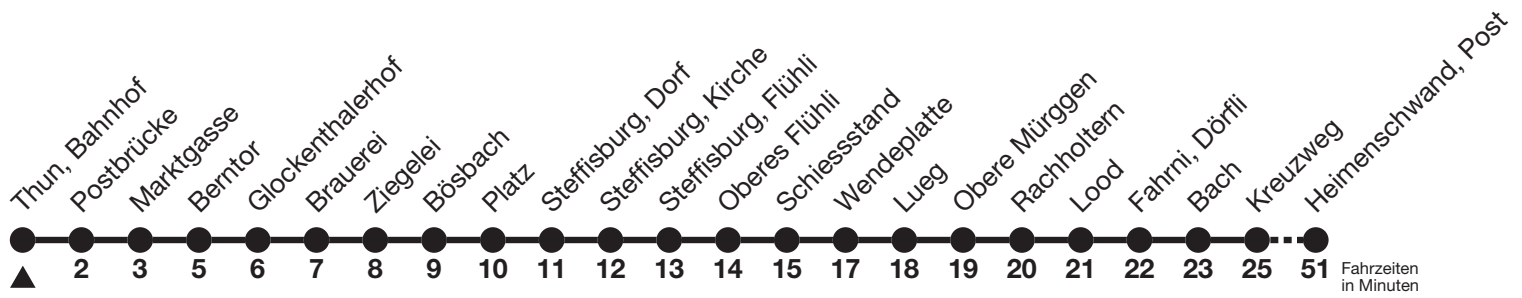 Thun, Bahnhof
Postbrücke
Marktgasse
Berntor
Glockenthalerhof
Brauerei
Ziegelei
Bösbach
Platz
Steffisburg, Dorf
Steffisburg, Kirche
Steffisburg, Flühli
Oberes Flühli
Schiessstand
Wendeplatte
Lueg
Obere Mürggen
Rachholtern
Lood
Fahrni, Dörfli
Bach
Kreuzweg
Heimenschwand, Post
2 3 5 6 7 8 9 10 11 12 13 14 15 17 18 19 20 21 22 23 25 51
Fahrzeiten
in Minuten